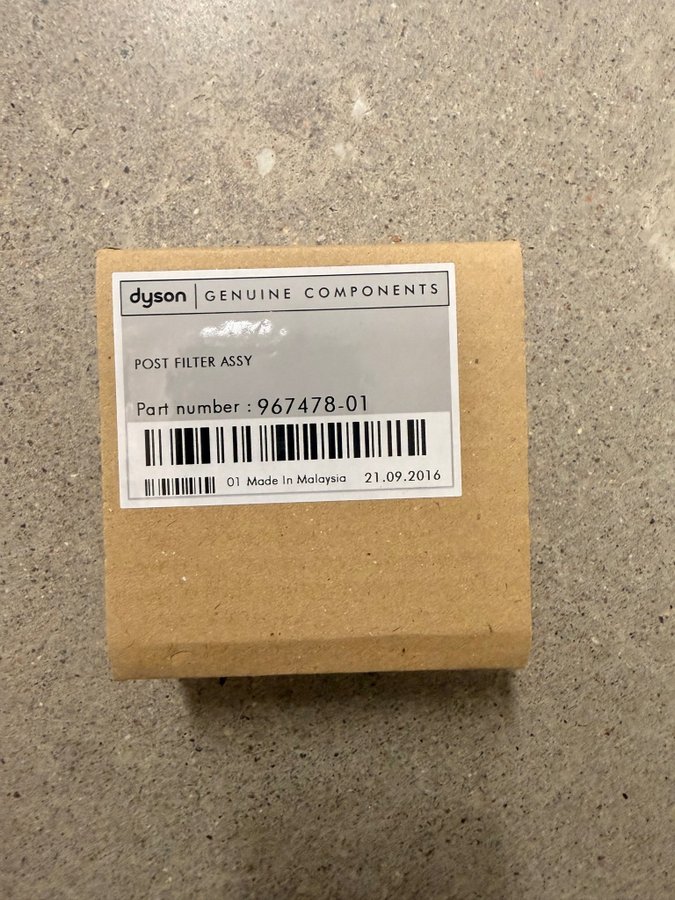 dyson | GENUINE COMPONENTS
POST FILTER ASSY
Part number : 967478-01
01 Made In Malaysia 21.09.2016